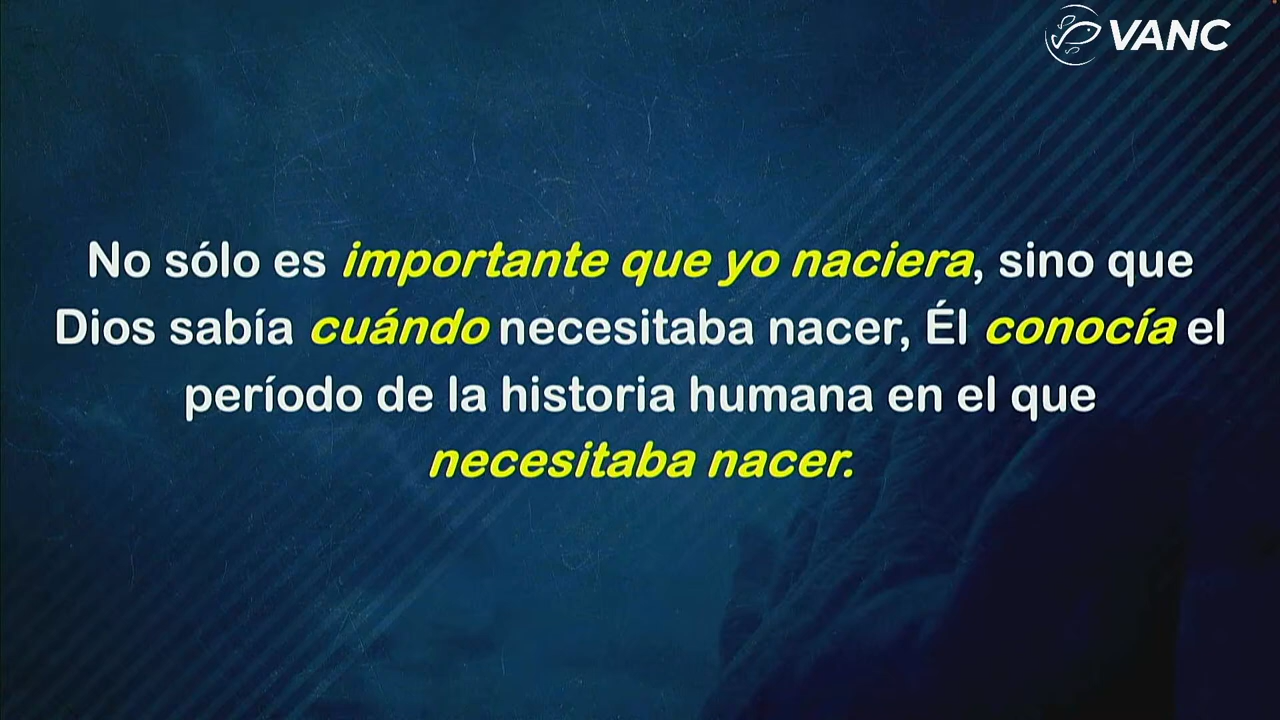 VANC
No sólo es importante que yo naciera, sino que
Dios sabía cuándo necesitaba nacer, Él conocía el
período de la historia humana en el que
necesitaba nacer.